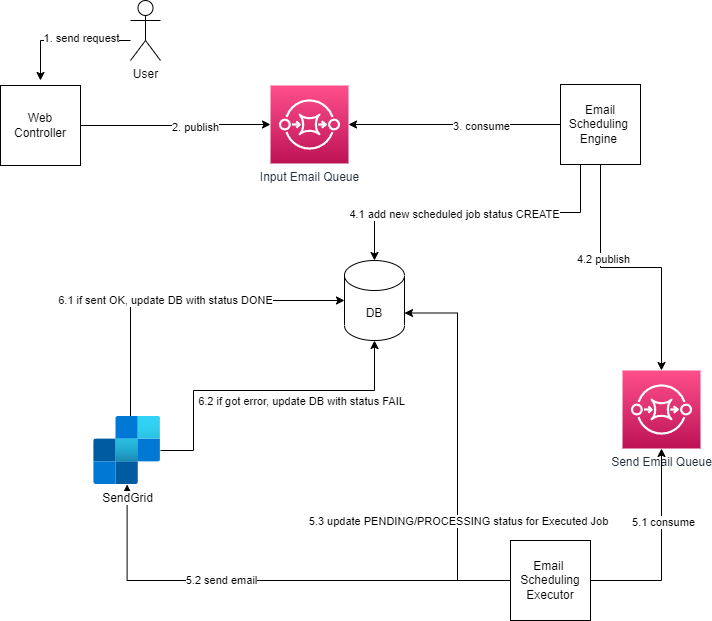 1. send request
User
Web
Controller
2. publish
Input Email Queue
3. consume
Email
Scheduling
Engine
4.1 add new scheduled job status CREATE
4.2 publish
6.1 if sent OK, update DB with status DONE
DB
6.2 if got error, update DB with status FAIL
Send Email Queue
SendGrid
5.3 update PENDING/PROCESSING status for Executed Job
5.1 consume
5.2 send email
Email
Scheduling
Executor